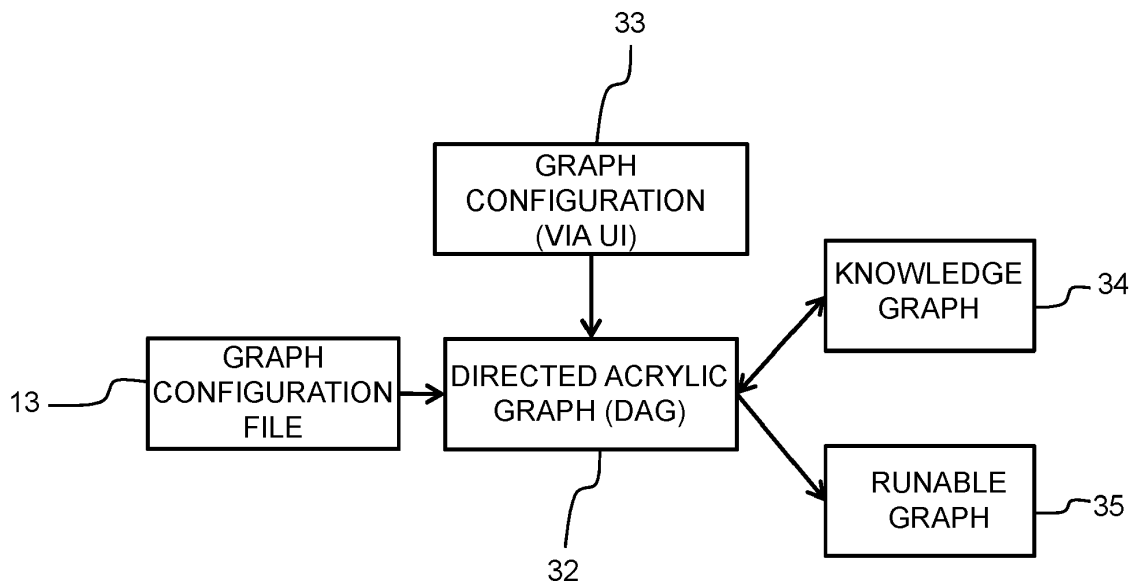 33
GRAPH
CONFIGURATION
(VIA UI)
KNOWLEDGE
GRAPH
34
GRAPH
CONFIGURATION
FILE
13
DIRECTED ACRYLIC
GRAPH (DAG)
32
RUNABLE
GRAPH
35